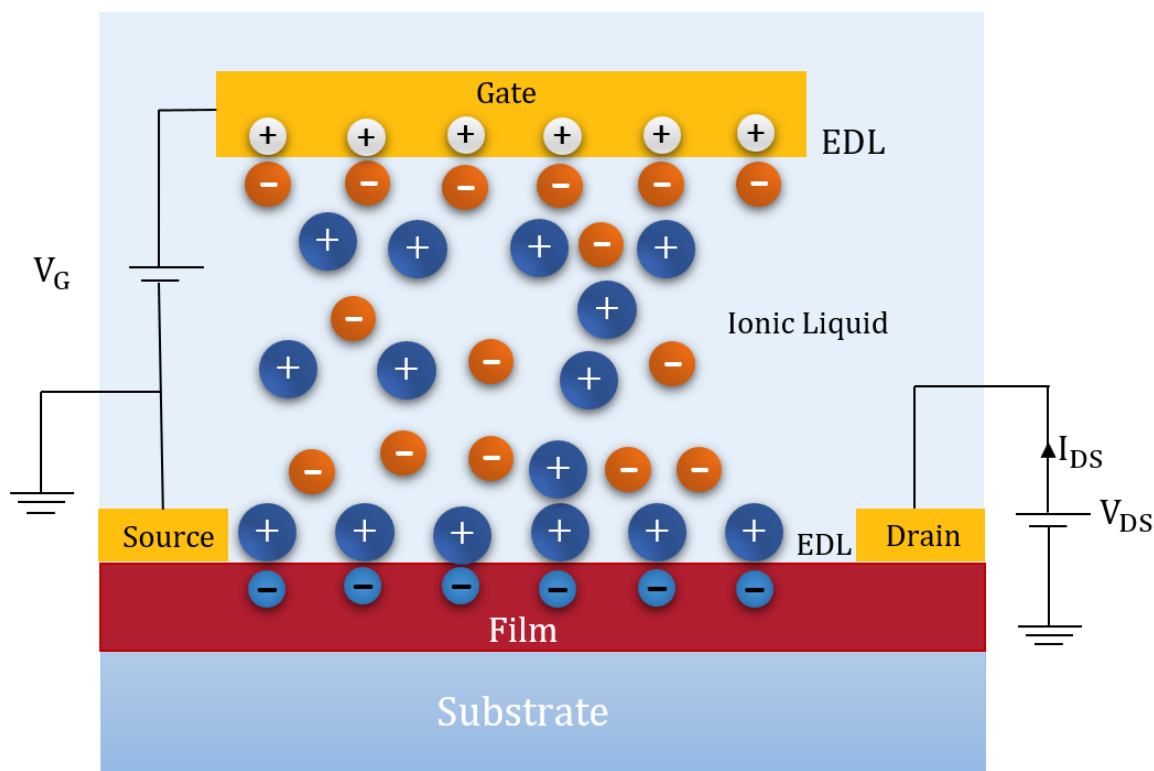 Gate
EDL
V_G
Ionic Liquid
I_DS
V_DS
Source
EDL
Drain
Film
Substrate